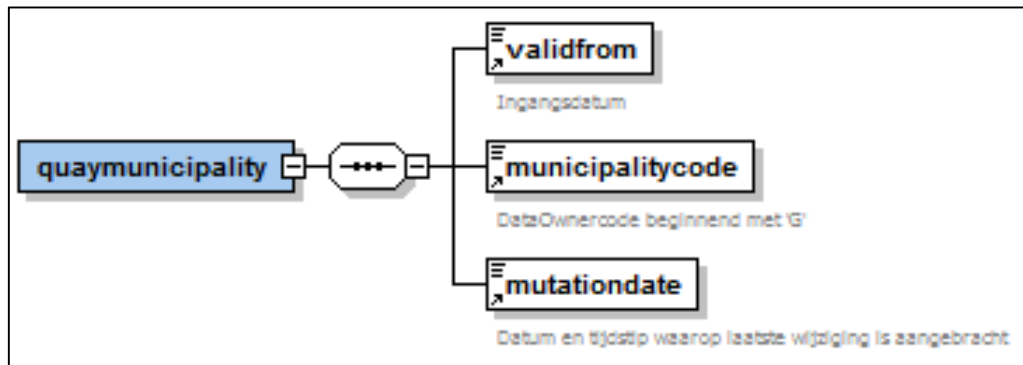 validfrom
Ingangsdatum
quaymunicipality
municipalitycode
DataOwnercode beginnend met 'G'
mutationdate
Datum en tijdstip waarop laatste wijziging is aangebracht